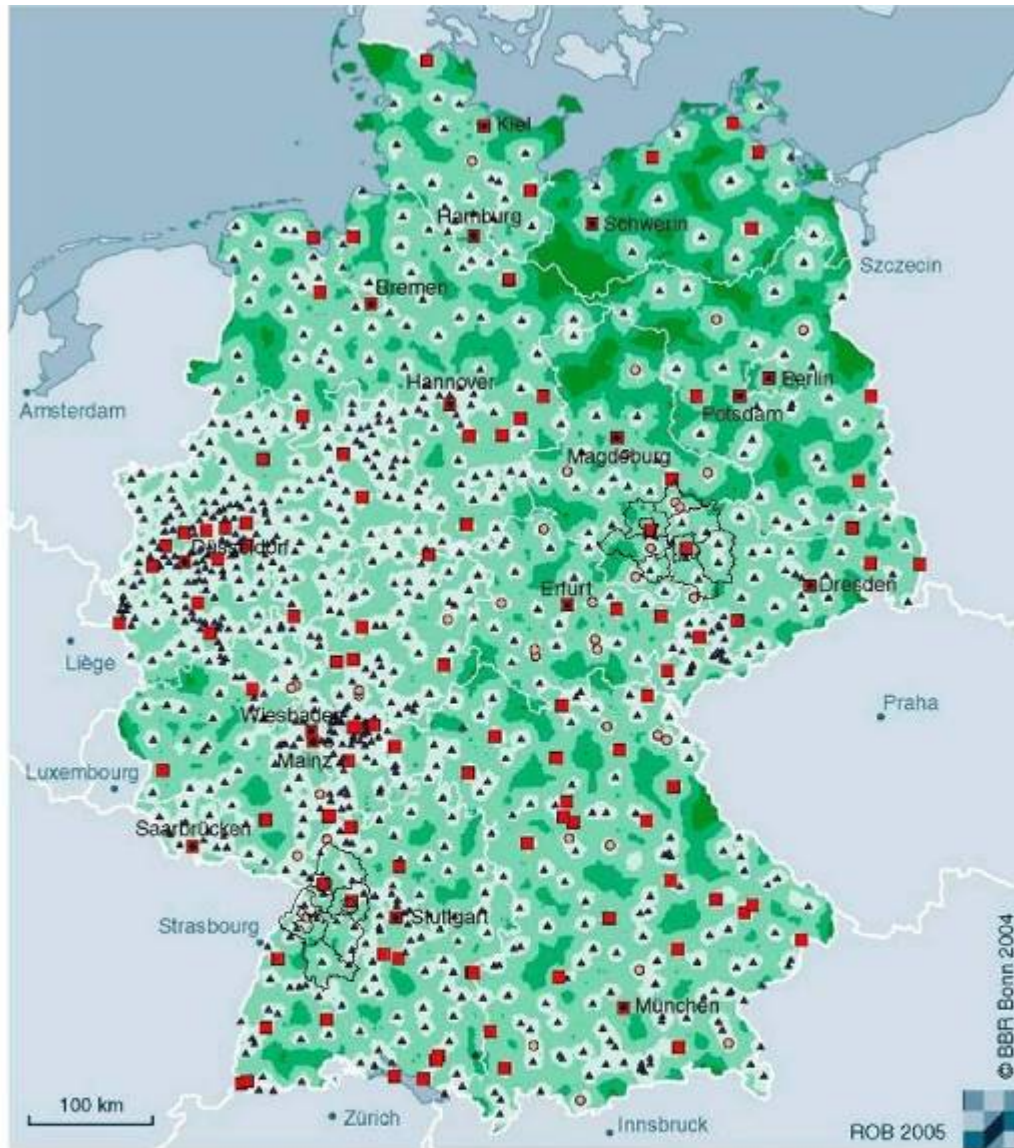 Kiel
Hamburg
Schwerin
Szczecin
Bremen
Amsterdam
Hannover
Berlin
Potsdam
Magdeburg
Düsseldorf
Erfurt
Dresden
Liège
Wiesbaden
Praha
Mainz
Luxembourg
Saarbrücken
Strasbourg
Stuttgart
München
© BBR Bonn 2004
100 km
Zürich
Innsbruck
ROB 2005